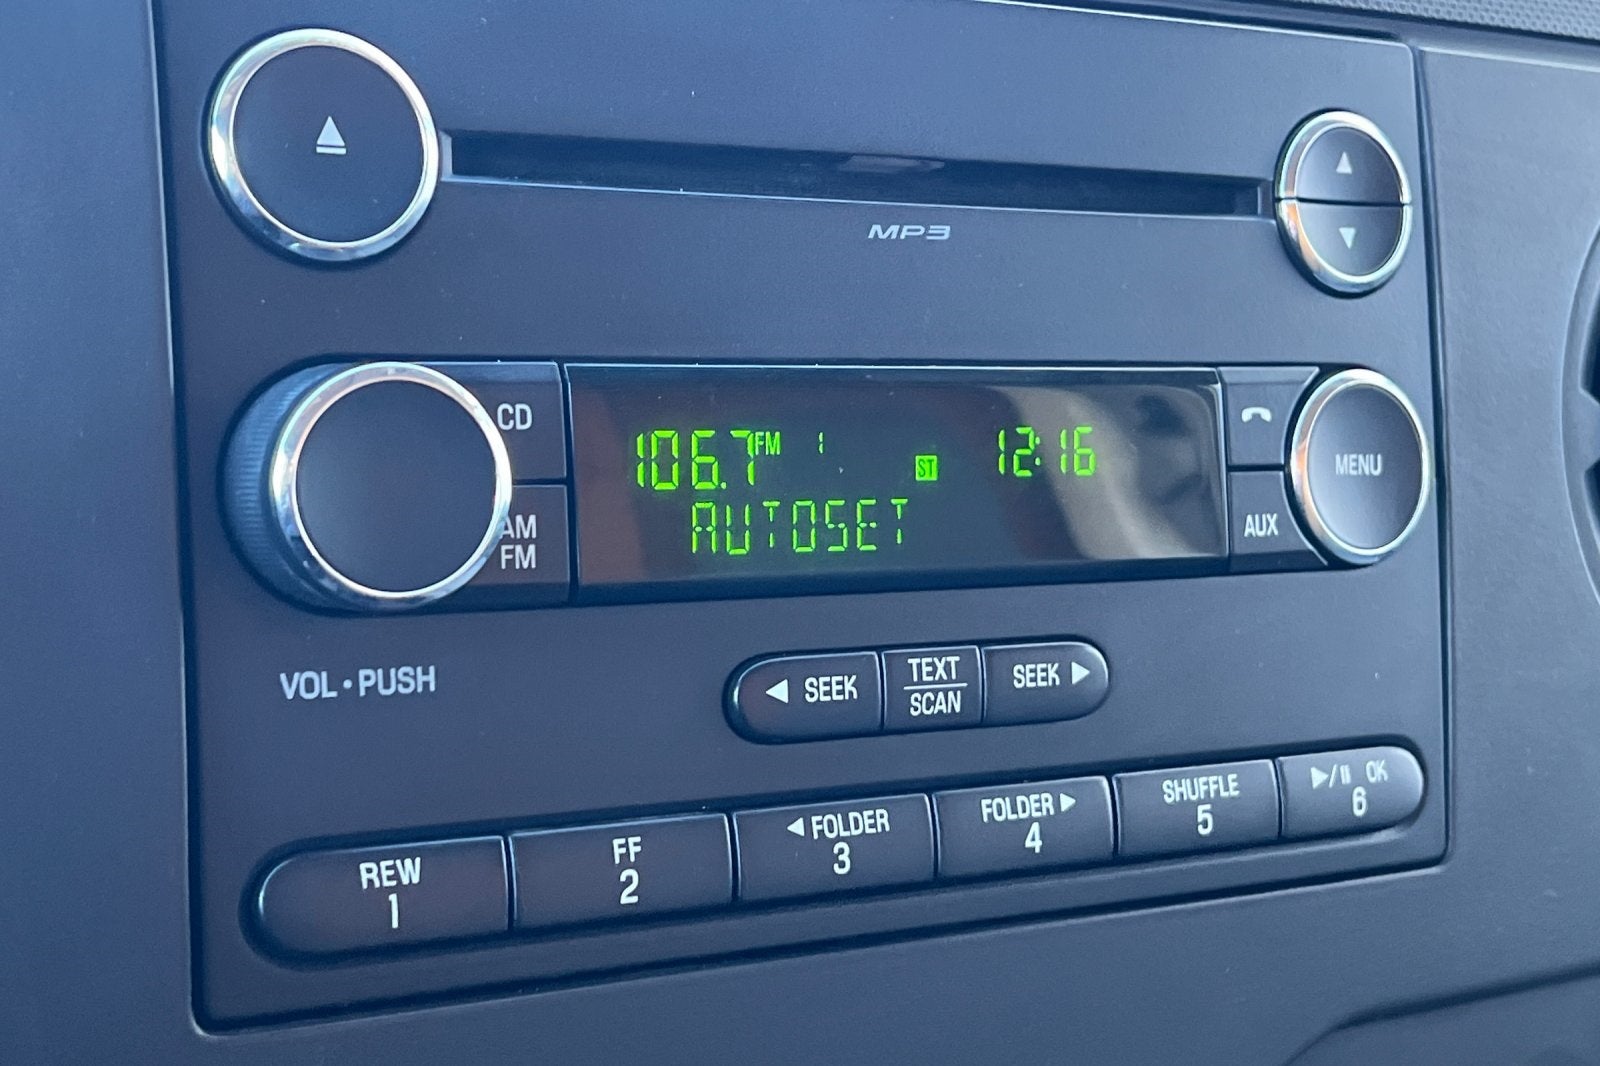 MP3
CD
AM
FM
106.7 FM 1 ST 12:16
AUTOSET
MENU
AUX
VOL • PUSH
◀ SEEK
TEXT
SCAN
SEEK ▶
REW
1
FF
2
◀ FOLDER
3
FOLDER ▶
4
SHUFFLE
5
▶/II OK
6